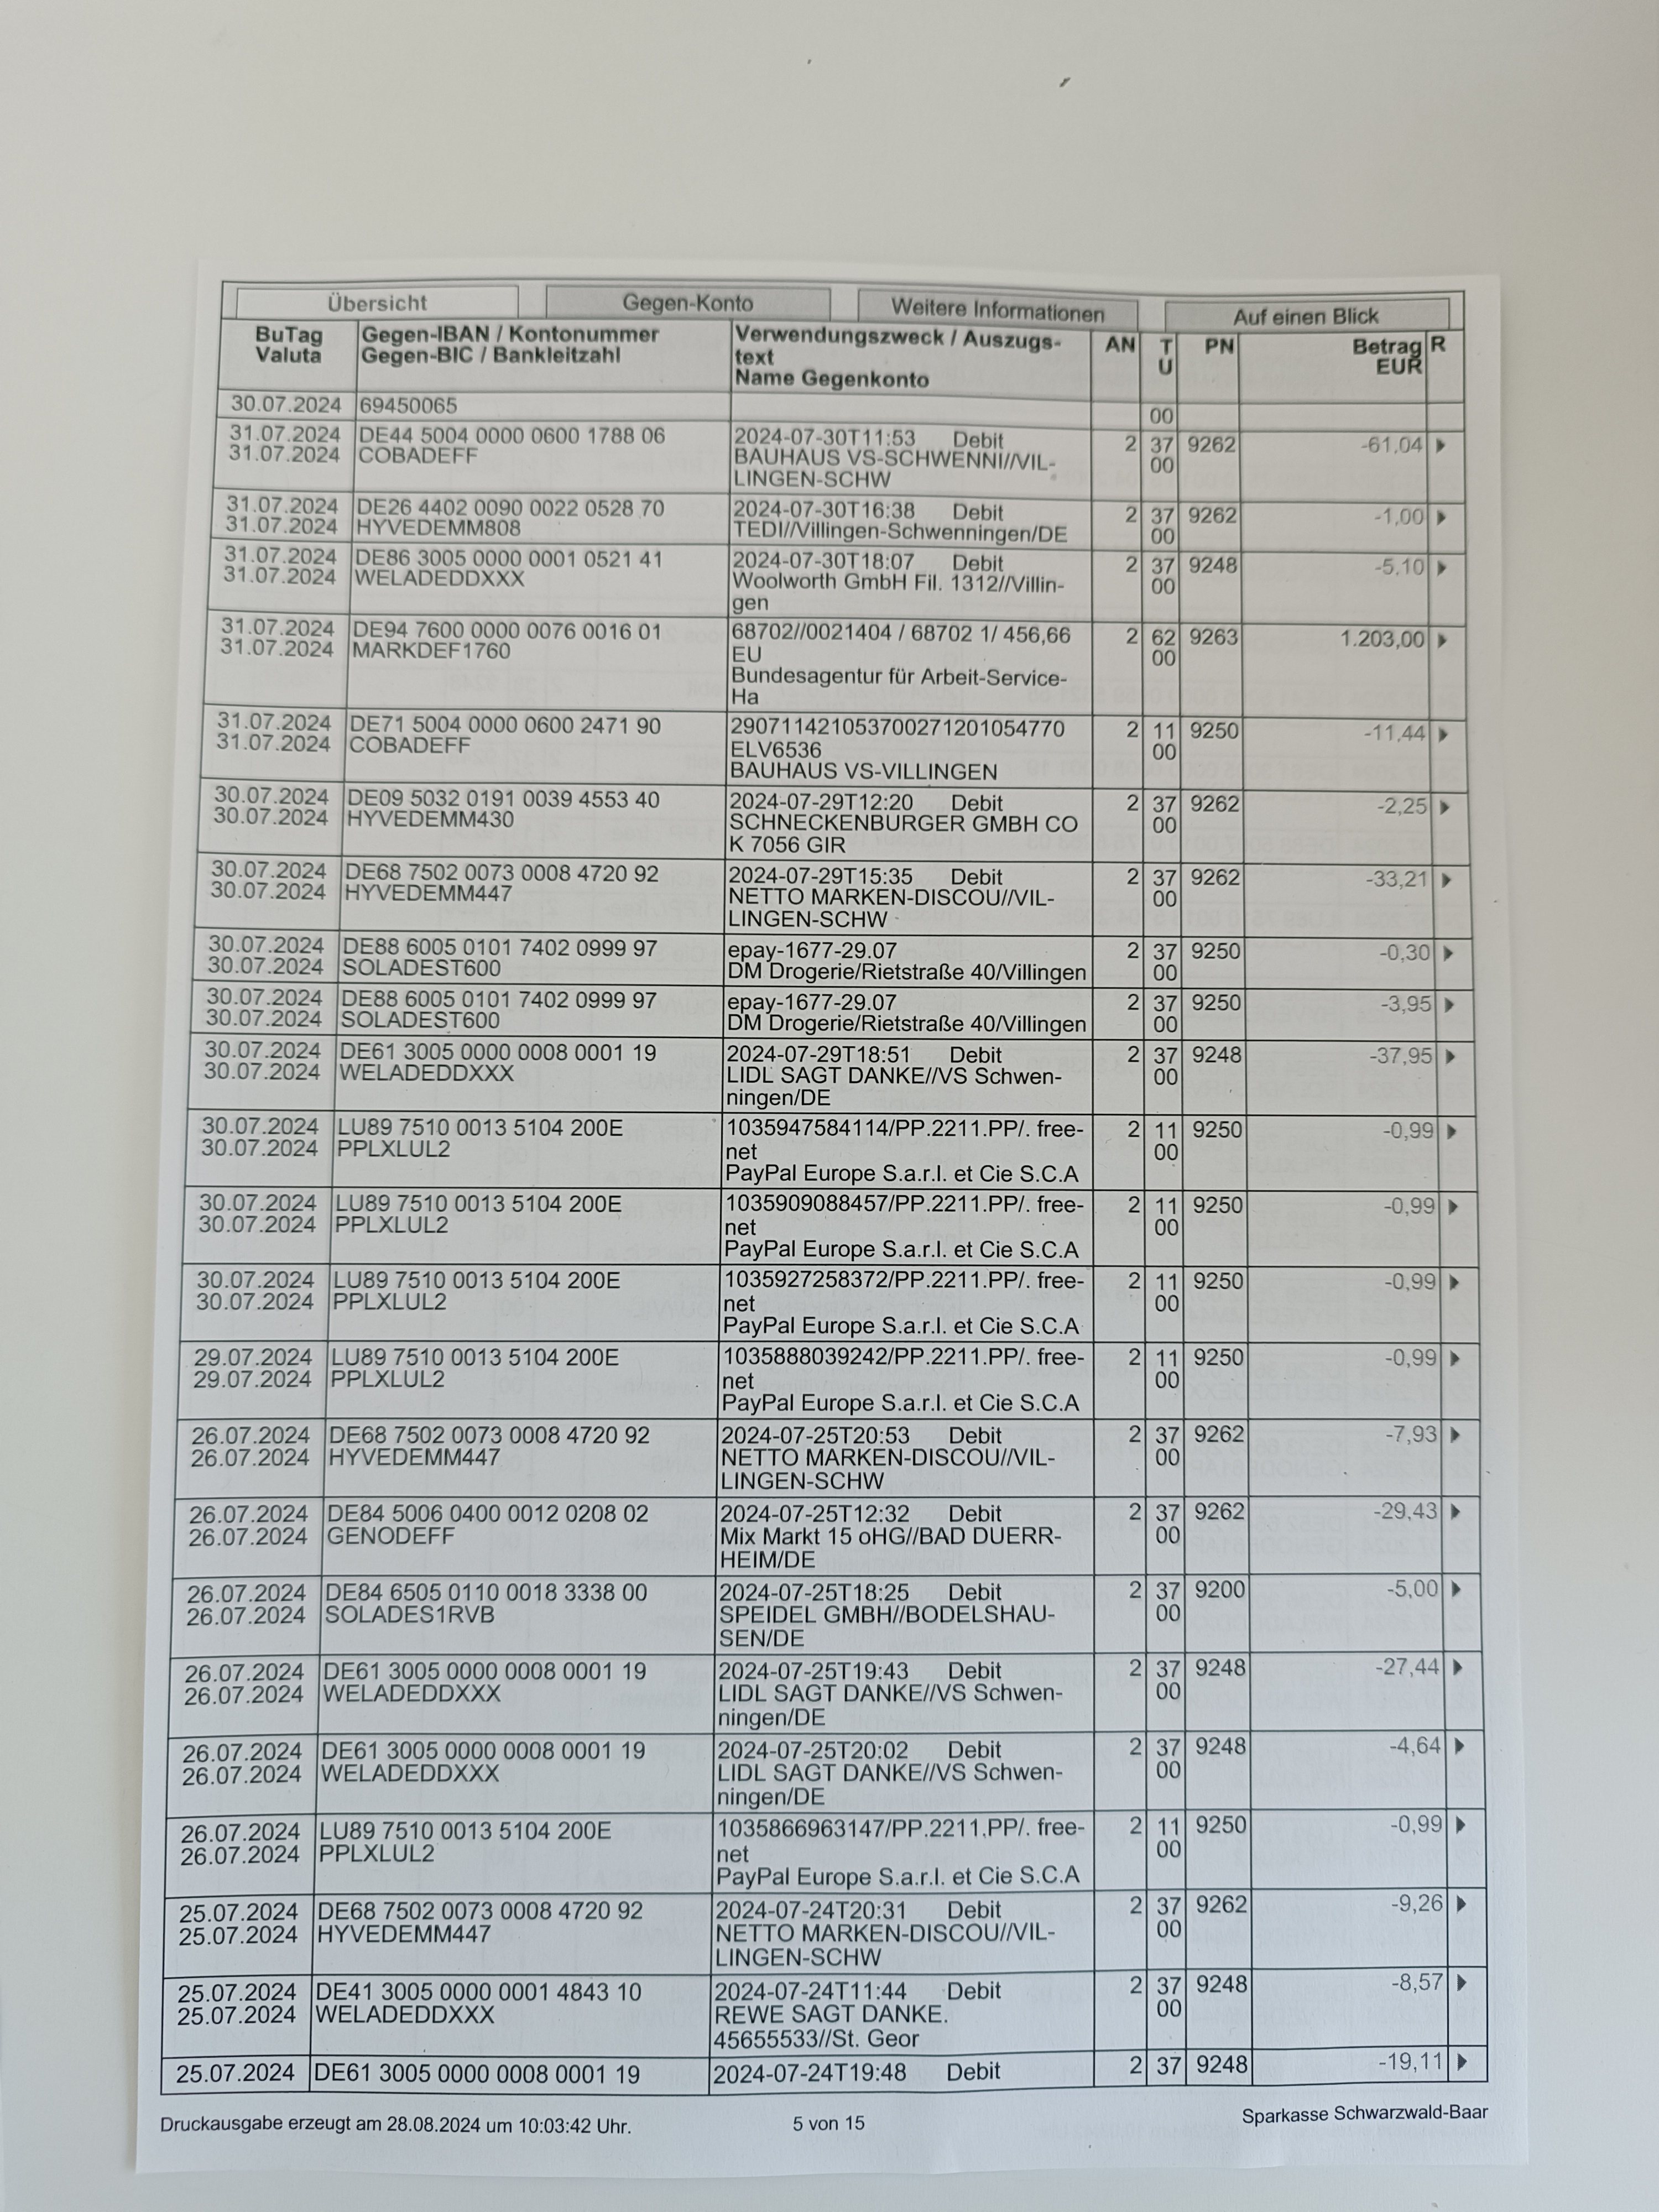 Übersicht Gegen-Konto Weitere Informationen Auf einen Blick
BuTag Gegen-IBAN / Kontonummer Verwendungszweck / Auszugs- AN T PN Betrag R
Valuta Gegen-BIC / Bankleitzahl text U EUR
Name Gegenkonto
30.07.2024 69450065 00
31.07.2024 DE44 5004 0000 0600 1788 06 2024-07-30T11:53 Debit 2 37 9262 -61,04
31.07.2024 COBADEFF BAUHAUS VS-SCHWENNI//VIL- 00
LINGEN-SCHW
31.07.2024 DE26 4402 0090 0022 0528 70 2024-07-30T16:38 Debit 2 37 9262 -1,00
31.07.2024 HYVEDEMM808 TEDI//Villingen-Schwenningen/DE 00
31.07.2024 DE86 3005 0000 0001 0521 41 2024-07-30T18:07 Debit 2 37 9248 -5,10
31.07.2024 WELADEDDXXX Woolworth GmbH Fil. 1312//Villin- 00
gen
31.07.2024 DE94 7600 0000 0076 0016 01 68702//0021404 / 68702 1/ 456,66 2 62 9263 1.203,00
31.07.2024 MARKDEF1760 EU 00
Bundesagentur für Arbeit-Service-
Ha
31.07.2024 DE71 5004 0000 0600 2471 90 29071142105370027120105477​0 2 11 9250 -11,44
31.07.2024 COBADEFF ELV6536 00
BAUHAUS VS-VILLINGEN
30.07.2024 DE09 5032 0191 0039 4553 40 2024-07-29T12:20 Debit 2 37 9262 -2,25
30.07.2024 HYVEDEMM430 SCHNECKENBURGER GMBH CO 00
K 7056 GIR
30.07.2024 DE68 7502 0073 0008 4720 92 2024-07-29T15:35 Debit 2 37 9262 -33,21
30.07.2024 HYVEDEMM447 NETTO MARKEN-DISCOU//VIL- 00
LINGEN-SCHW
30.07.2024 DE88 6005 0101 7402 0999 97 epay-1677-29.07 2 37 9250 -0,30
30.07.2024 SOLADEST600 DM Drogerie/Rietstraße 40/Villingen 00
30.07.2024 DE88 6005 0101 7402 0999 97 epay-1677-29.07 2 37 9250 -3,95
30.07.2024 SOLADEST600 DM Drogerie/Rietstraße 40/Villingen 00
30.07.2024 DE61 3005 0000 0008 0001 19 2024-07-29T18:51 Debit 2 37 9248 -37,95
30.07.2024 WELADEDDXXX LIDL SAGT DANKE//VS Schwen- 00
ningen/DE
30.07.2024 LU89 7510 0013 5104 200E 1035947584114/PP.2211.PP/. free- 2 11 9250 -0,99
30.07.2024 PPLXLUL2 net 00
PayPal Europe S.a.r.l. et Cie S.C.A
30.07.2024 LU89 7510 0013 5104 200E 1035909088457/PP.2211.PP/. free- 2 11 9250 -0,99
30.07.2024 PPLXLUL2 net 00
PayPal Europe S.a.r.l. et Cie S.C.A
30.07.2024 LU89 7510 0013 5104 200E 1035927258372/PP.2211.PP/. free- 2 11 9250 -0,99
30.07.2024 PPLXLUL2 net 00
PayPal Europe S.a.r.l. et Cie S.C.A
29.07.2024 LU89 7510 0013 5104 200E 1035888039242/PP.2211.PP/. free- 2 11 9250 -0,99
29.07.2024 PPLXLUL2 net 00
PayPal Europe S.a.r.l. et Cie S.C.A
26.07.2024 DE68 7502 0073 0008 4720 92 2024-07-25T20:53 Debit 2 37 9262 -7,93
26.07.2024 HYVEDEMM447 NETTO MARKEN-DISCOU//VIL- 00
LINGEN-SCHW
26.07.2024 DE84 5006 0400 0012 0208 02 2024-07-25T12:32 Debit 2 37 9262 -29,43
26.07.2024 GENODEFF Mix Markt 15 oHG//BAD DUERR- 00
HEIM/DE
26.07.2024 DE84 6505 0110 0018 3338 00 2024-07-25T18:25 Debit 2 37 9200 -5,00
26.07.2024 SOLADES1RVB SPEIDEL GMBH//BODELSHAU- 00
SEN/DE
26.07.2024 DE61 3005 0000 0008 0001 19 2024-07-25T19:43 Debit 2 37 9248 -27,44
26.07.2024 WELADEDDXXX LIDL SAGT DANKE//VS Schwen- 00
ningen/DE
26.07.2024 DE61 3005 0000 0008 0001 19 2024-07-25T20:02 Debit 2 37 9248 -4,64
26.07.2024 WELADEDDXXX LIDL SAGT DANKE//VS Schwen- 00
ningen/DE
26.07.2024 LU89 7510 0013 5104 200E 1035866963147/PP.2211.PP/. free- 2 11 9250 -0,99
26.07.2024 PPLXLUL2 net 00
PayPal Europe S.a.r.l. et Cie S.C.A
25.07.2024 DE68 7502 0073 0008 4720 92 2024-07-24T20:31 Debit 2 37 9262 -9,26
25.07.2024 HYVEDEMM447 NETTO MARKEN-DISCOU//VIL- 00
LINGEN-SCHW
25.07.2024 DE41 3005 0000 0001 4843 10 2024-07-24T11:44 Debit 2 37 9248 -8,57
25.07.2024 WELADEDDXXX REWE SAGT DANKE. 00
45655533//St. Geor
25.07.2024 DE61 3005 0000 0008 0001 19 2024-07-24T19:48 Debit 2 37 9248 -19,11
Druckausgabe erzeugt am 28.08.2024 um 10:03:42 Uhr. 5 von 15 Sparkasse Schwarzwald-Baar